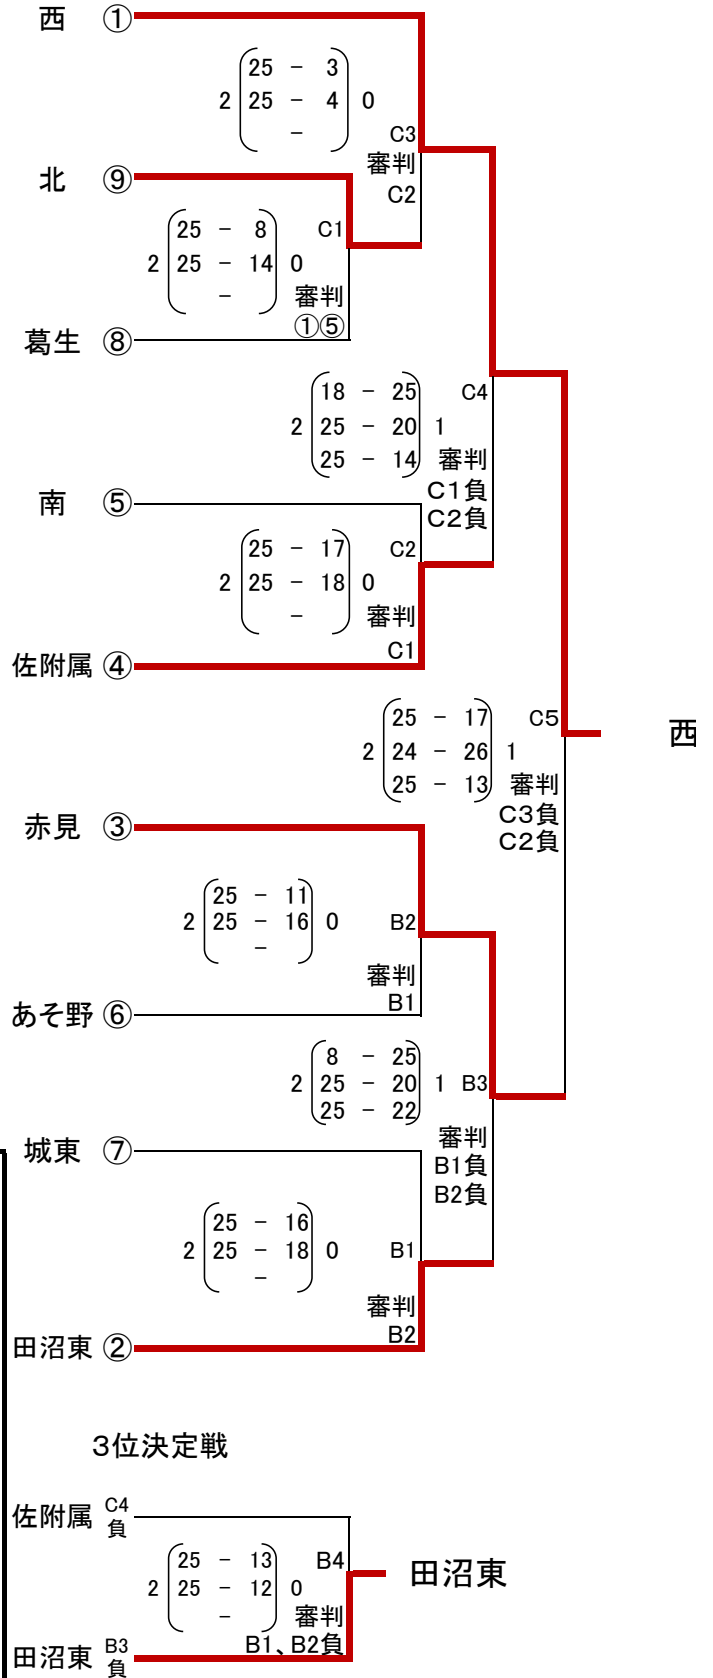 西 ①
25 - 3
2 25 - 4 0
-
C3
審判
C2
北 ⑨
25 - 8 C1
2 25 - 14 0
-
審判
①⑤
葛生 ⑧
18 - 25 C4
2 25 - 20 1
25 - 14 審判
C1負
C2負
南 ⑤
25 - 17 C2
2 25 - 18 0
- 審判
C1
佐附属 ④
25 - 17 C5
2 24 - 26 1
25 - 13 審判
C3負
C2負
西
赤見 ③
25 - 11
2 25 - 16 0 B2
-
審判
B1
あそ野 ⑥
8 - 25
2 25 - 20 1 B3
25 - 22
審判
B1負
B2負
城東 ⑦
25 - 16
2 25 - 18 0 B1
-
審判
B2
田沼東 ②
3位決定戦
佐附属 C4負
25 - 13 B4
2 25 - 12 0
- 審判
B1、B2負
田沼東
田沼東 B3負